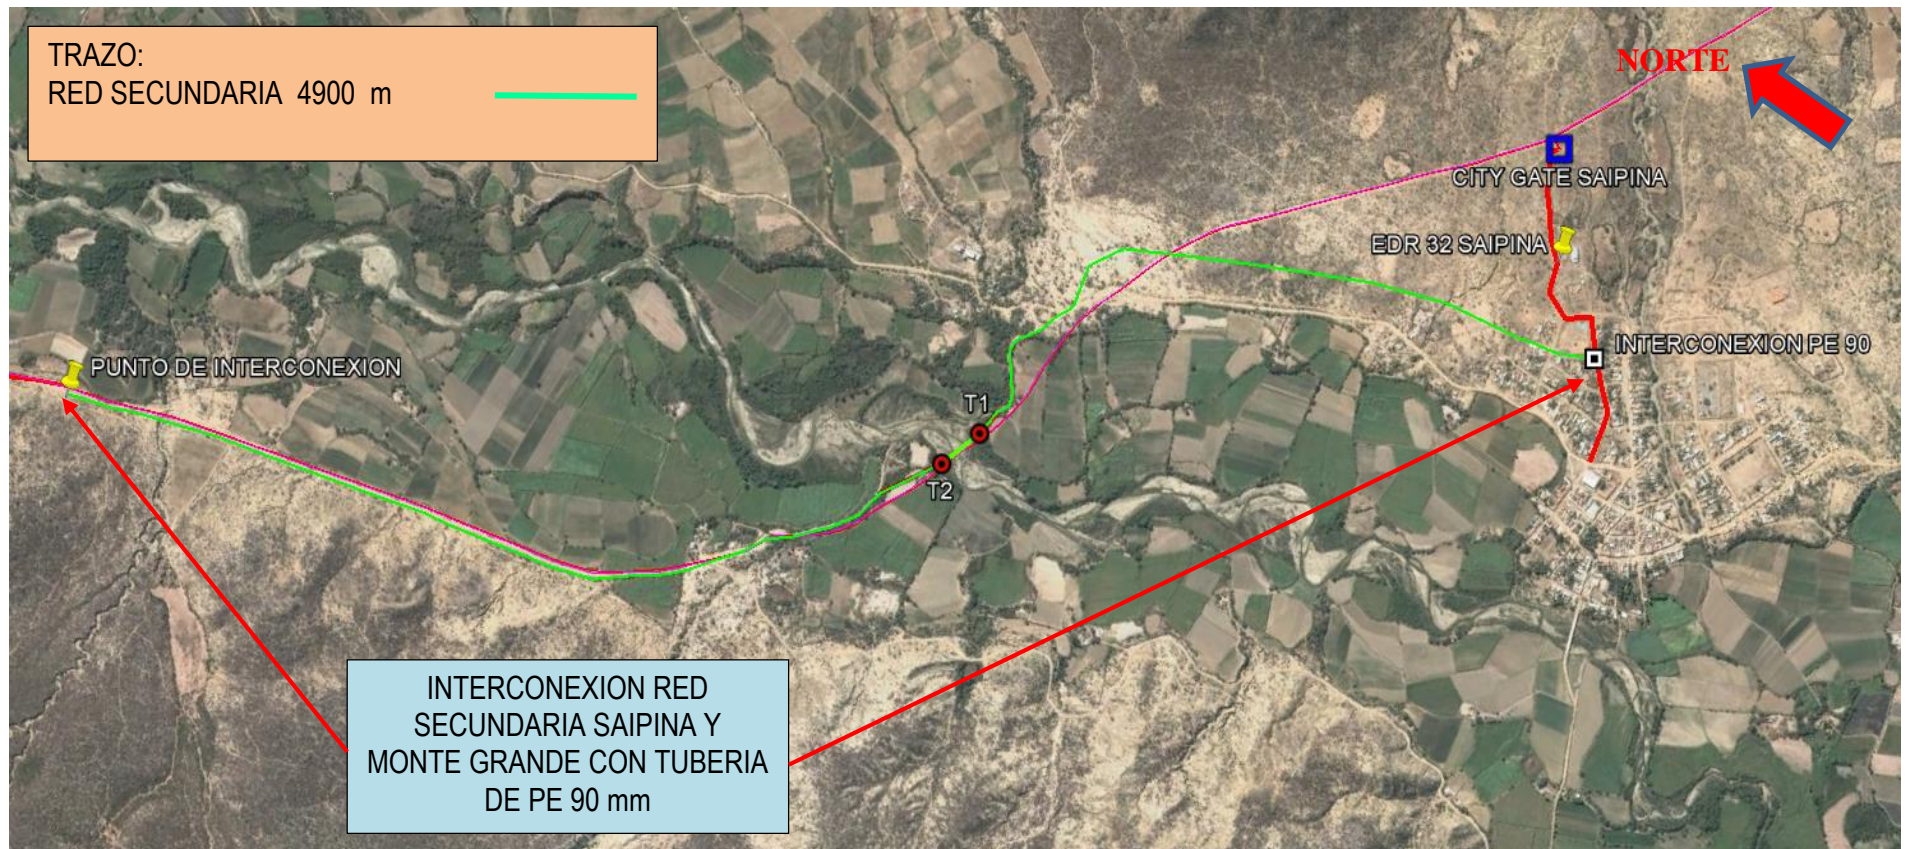 TRAZO:
RED SECUNDARIA 4900 m
NORTE
CITY GATE SAIPINA
EDR 32 SAIPINA
INTERCONEXION PE 90
PUNTO DE INTERCONEXION
T1
T2
INTERCONEXION RED
SECUNDARIA SAIPINA Y
MONTE GRANDE CON TUBERIA
DE PE 90 mm